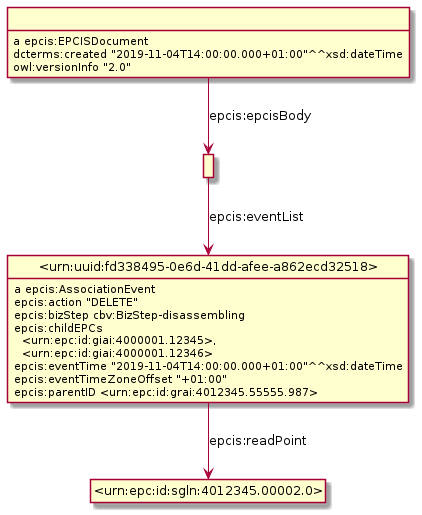 a epcis:EPCISDocument
dcterms:created "2019-11-04T14:00:00.000+01:00"^^xsd:dateTime
owl:versionInfo "2.0"
epcis:epcisBody
epcis:eventList
<urn:uuid:fd338495-0e6d-41dd-afee-a862ecd32518>
a epcis:AssociationEvent
epcis:action "DELETE"
epcis:bizStep cbv:BizStep-disassembling
epcis:childEPCs
<urn:epc:id:giai:4000001.12345>,
<urn:epc:id:giai:4000001.12346>
epcis:eventTime "2019-11-04T14:00:00.000+01:00"^^xsd:dateTime
epcis:eventTimeZoneOffset "+01:00"
epcis:parentID <urn:epc:id:grai:4012345.55555.987>
epcis:readPoint
<urn:epc:id:sgln:4012345.00002.0>